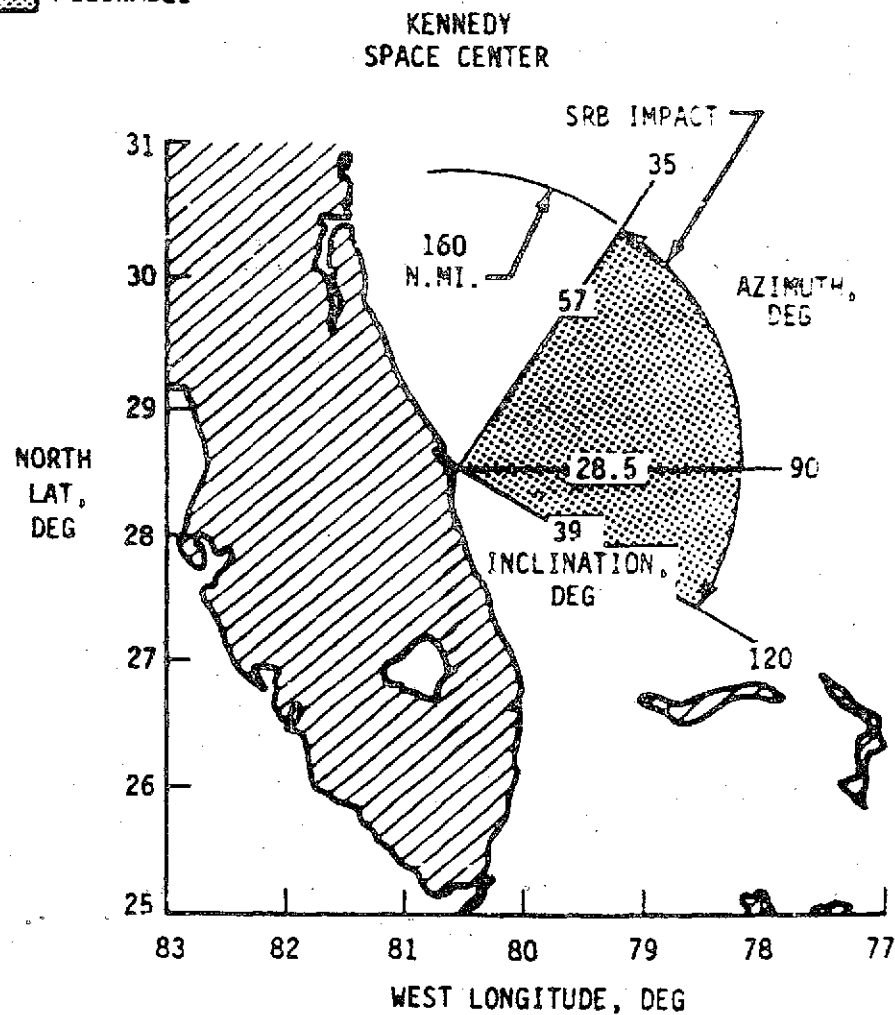 KENNEDY
SPACE CENTER
SRB IMPACT
35
160
N.MI.
AZIMUTH,
DEG
57
31
30
29
28
27
26
25
NORTH
LAT,
DEG
28.5
90
39
INCLINATION,
DEG
120
83 82 81 80 79 78 77
WEST LONGITUDE, DEG